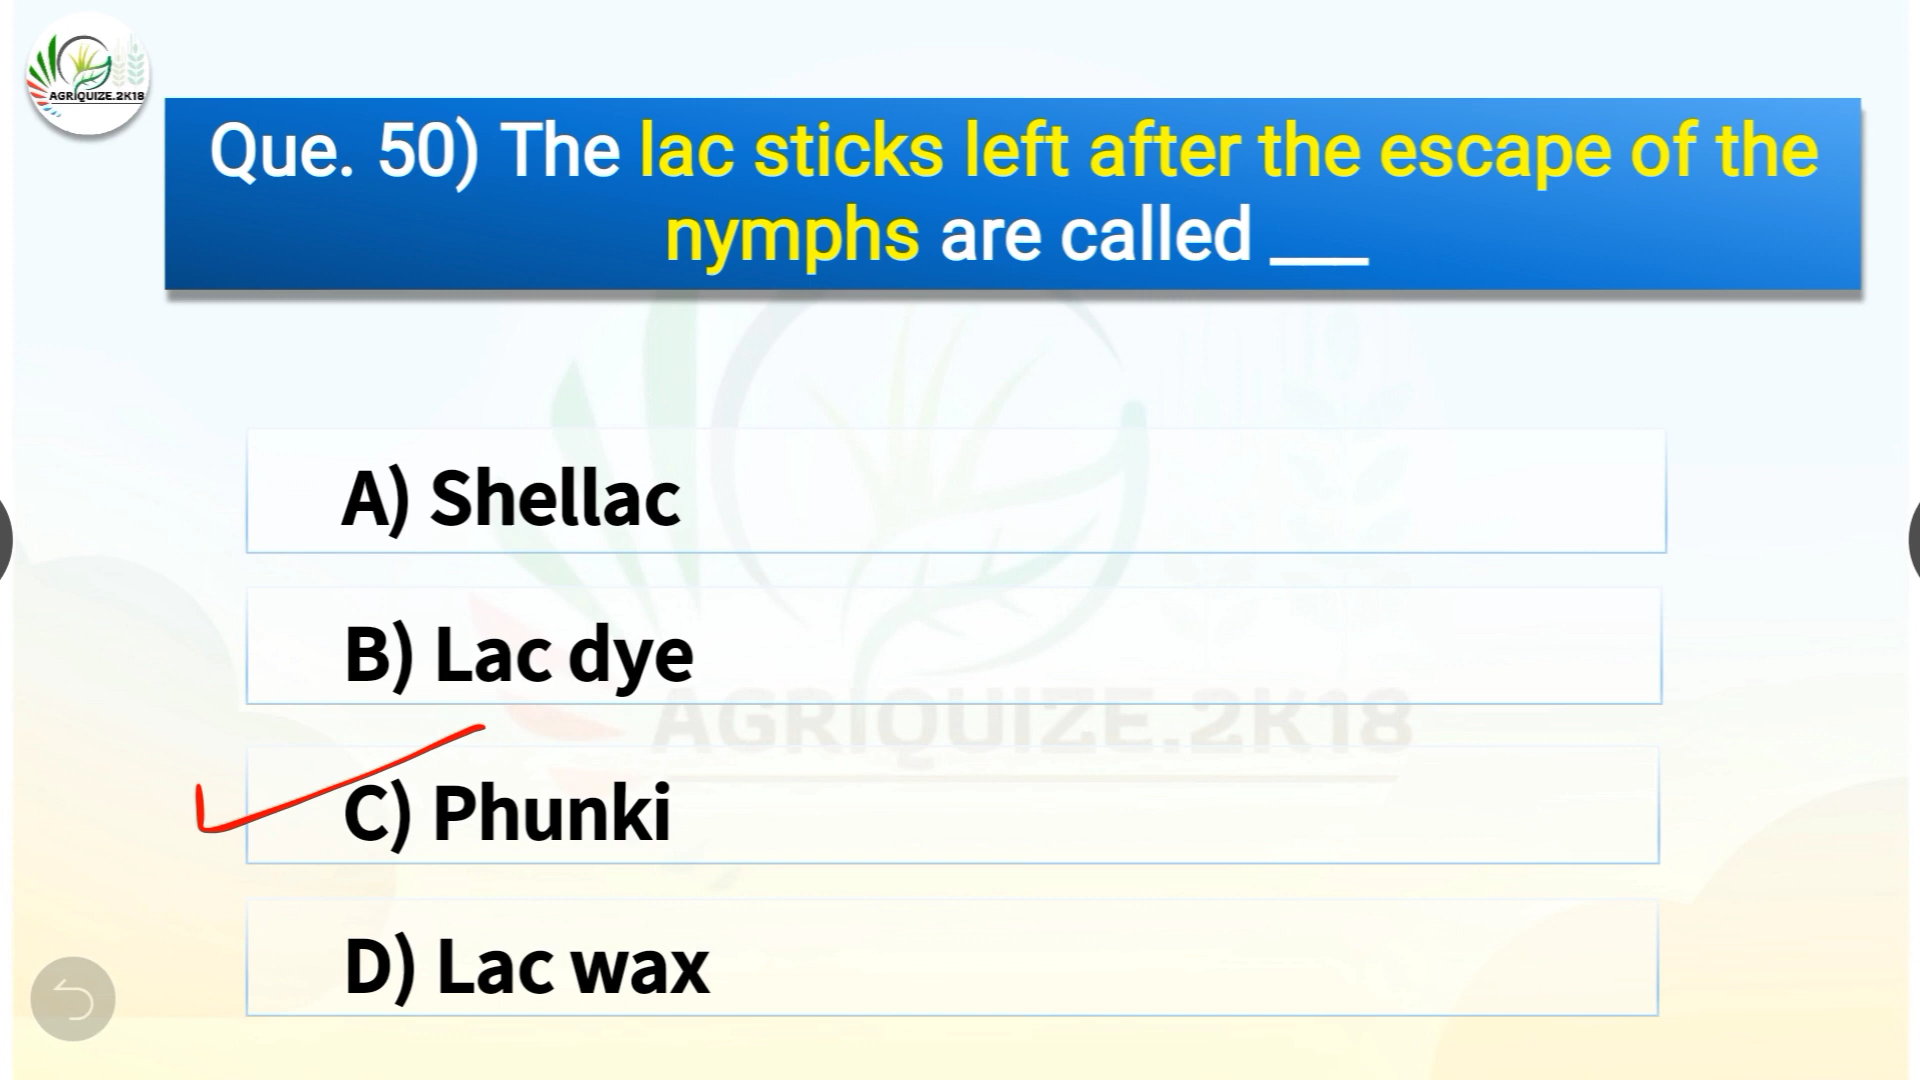 AGRIQUIZE.2K18
Que. 50) The lac sticks left after the escape of the
nymphs are called ___
A) Shellac
B) Lac dye
AGRIQUIZE.2K18
C) Phunki
D) Lac wax